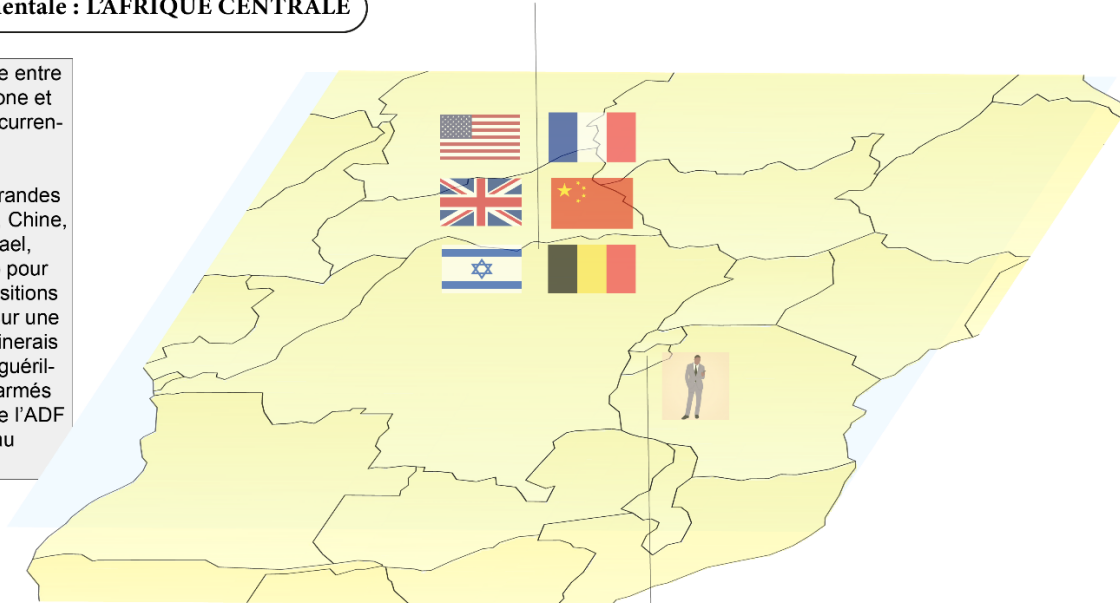 entale : L'AFRIQUE CENTRALE
e entre
one et
curren-
randes
Chine,
ael,
pour
sitions
ur une
inerais
guéril-
armés
e l'ADF
au